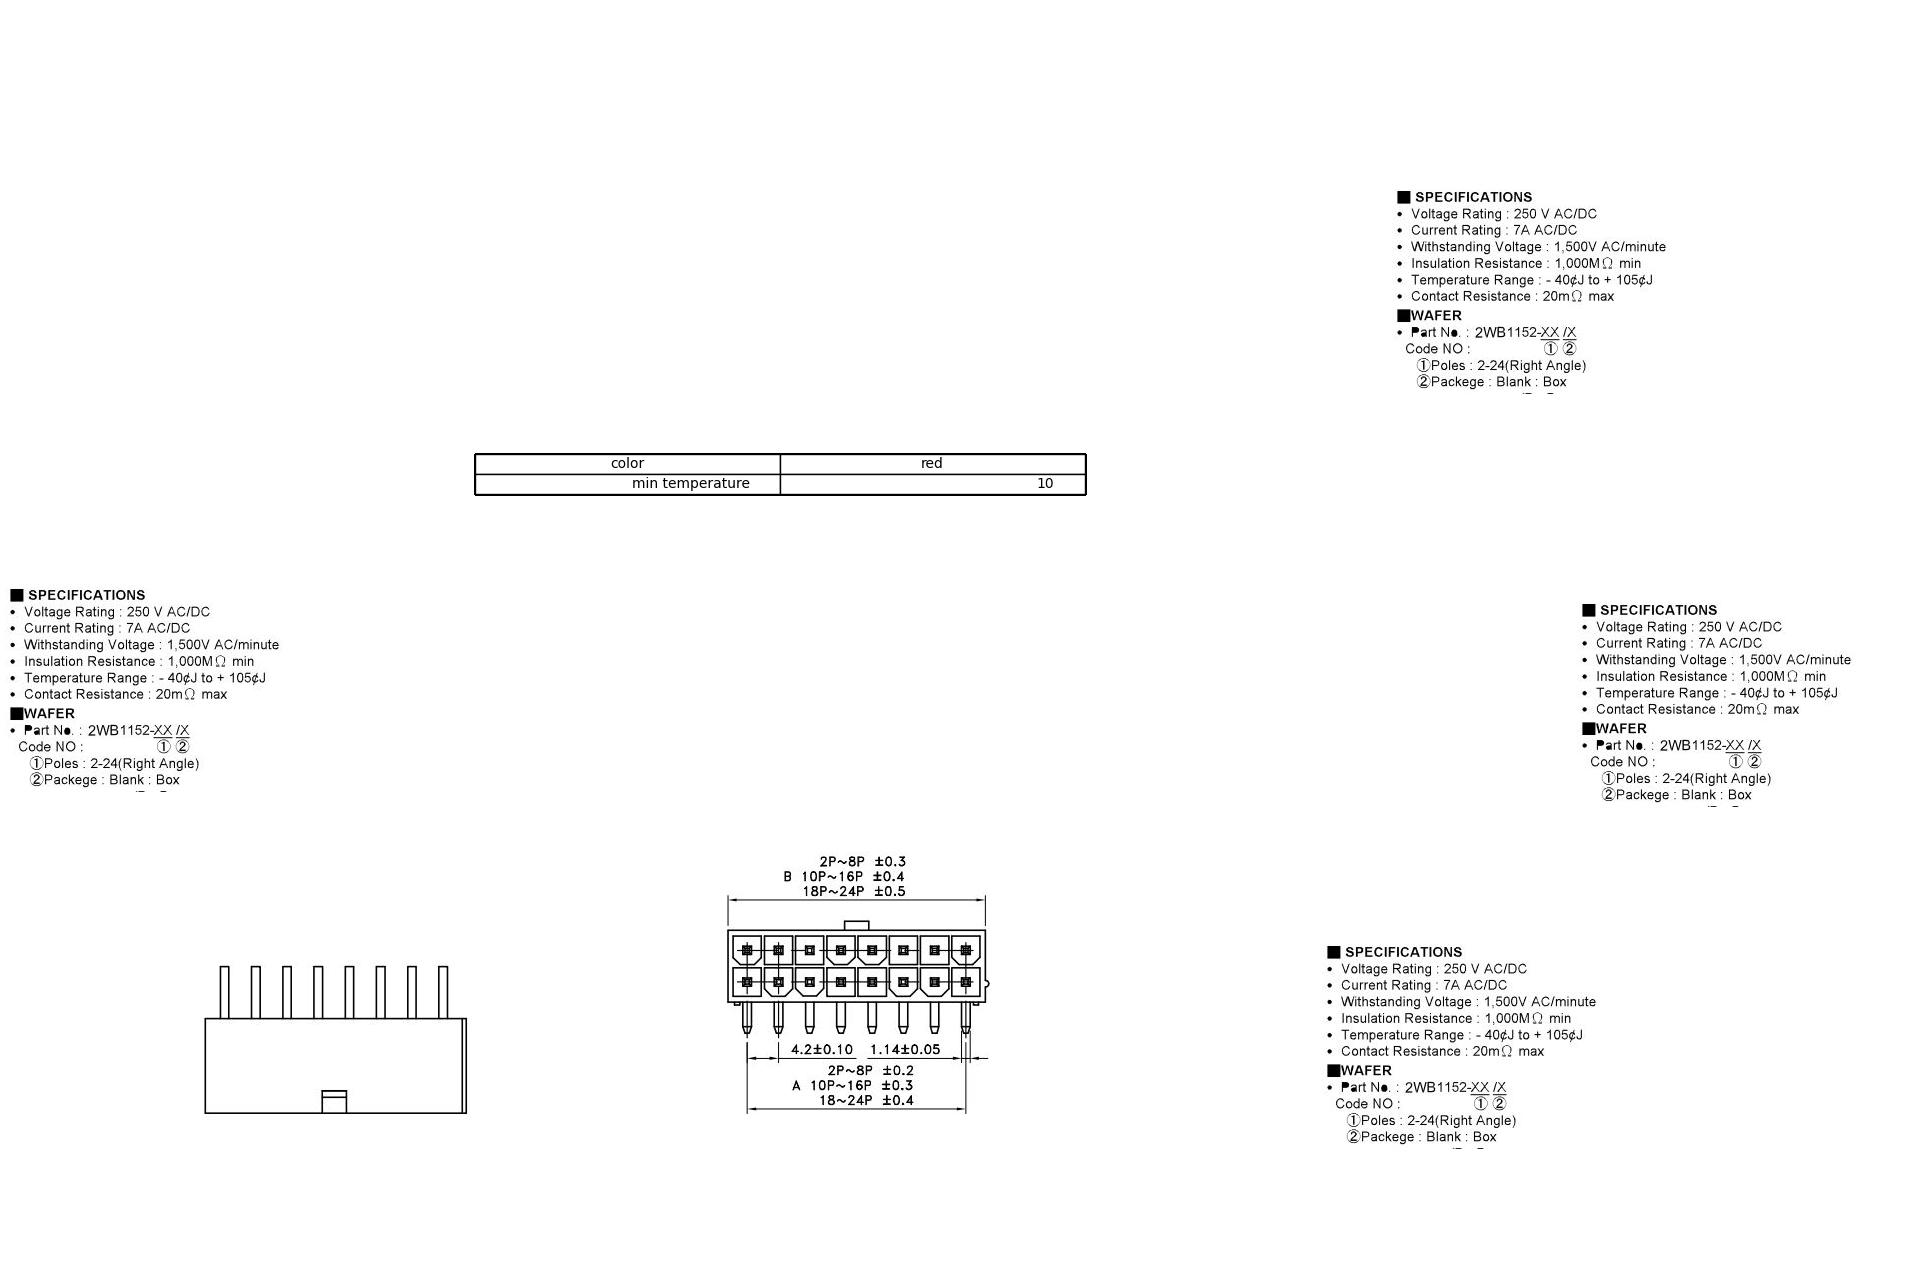 ■ SPECIFICATIONS
• Voltage Rating : 250 V AC/DC
• Current Rating : 7A AC/DC
• Withstanding Voltage : 1,500V AC/minute
• Insulation Resistance : 1,000MΩ min
• Temperature Range : - 40¢J to + 105¢J
• Contact Resistance : 20mΩ max
■WAFER
• Part No. : 2WB1152-XX /X
Code NO : ① ②
①Poles : 2-24(Right Angle)
②Packege : Blank : Box
color red
min temperature 10
■ SPECIFICATIONS
• Voltage Rating : 250 V AC/DC
• Current Rating : 7A AC/DC
• Withstanding Voltage : 1,500V AC/minute
• Insulation Resistance : 1,000MΩ min
• Temperature Range : - 40¢J to + 105¢J
• Contact Resistance : 20mΩ max
■WAFER
• Part No. : 2WB1152-XX /X
Code NO : ① ②
①Poles : 2-24(Right Angle)
②Packege : Blank : Box
■ SPECIFICATIONS
• Voltage Rating : 250 V AC/DC
• Current Rating : 7A AC/DC
• Withstanding Voltage : 1,500V AC/minute
• Insulation Resistance : 1,000MΩ min
• Temperature Range : - 40¢J to + 105¢J
• Contact Resistance : 20mΩ max
■WAFER
• Part No. : 2WB1152-XX /X
Code NO : ① ②
①Poles : 2-24(Right Angle)
②Packege : Blank : Box
2P~8P ±0.3
B 10P~16P ±0.4
18P~24P ±0.5
4.2±0.10 1.14±0.05
2P~8P ±0.2
A 10P~16P ±0.3
18~24P ±0.4
■ SPECIFICATIONS
• Voltage Rating : 250 V AC/DC
• Current Rating : 7A AC/DC
• Withstanding Voltage : 1,500V AC/minute
• Insulation Resistance : 1,000MΩ min
• Temperature Range : - 40¢J to + 105¢J
• Contact Resistance : 20mΩ max
■WAFER
• Part No. : 2WB1152-XX /X
Code NO : ① ②
①Poles : 2-24(Right Angle)
②Packege : Blank : Box